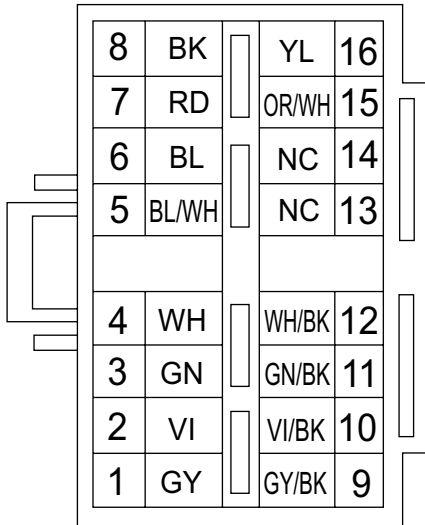 8 BK YL 16
7 RD OR/WH 15
6 BL NC 14
5 BL/WH NC 13
4 WH WH/BK 12
3 GN GN/BK 11
2 VI VI/BK 10
1 GY GY/BK 9